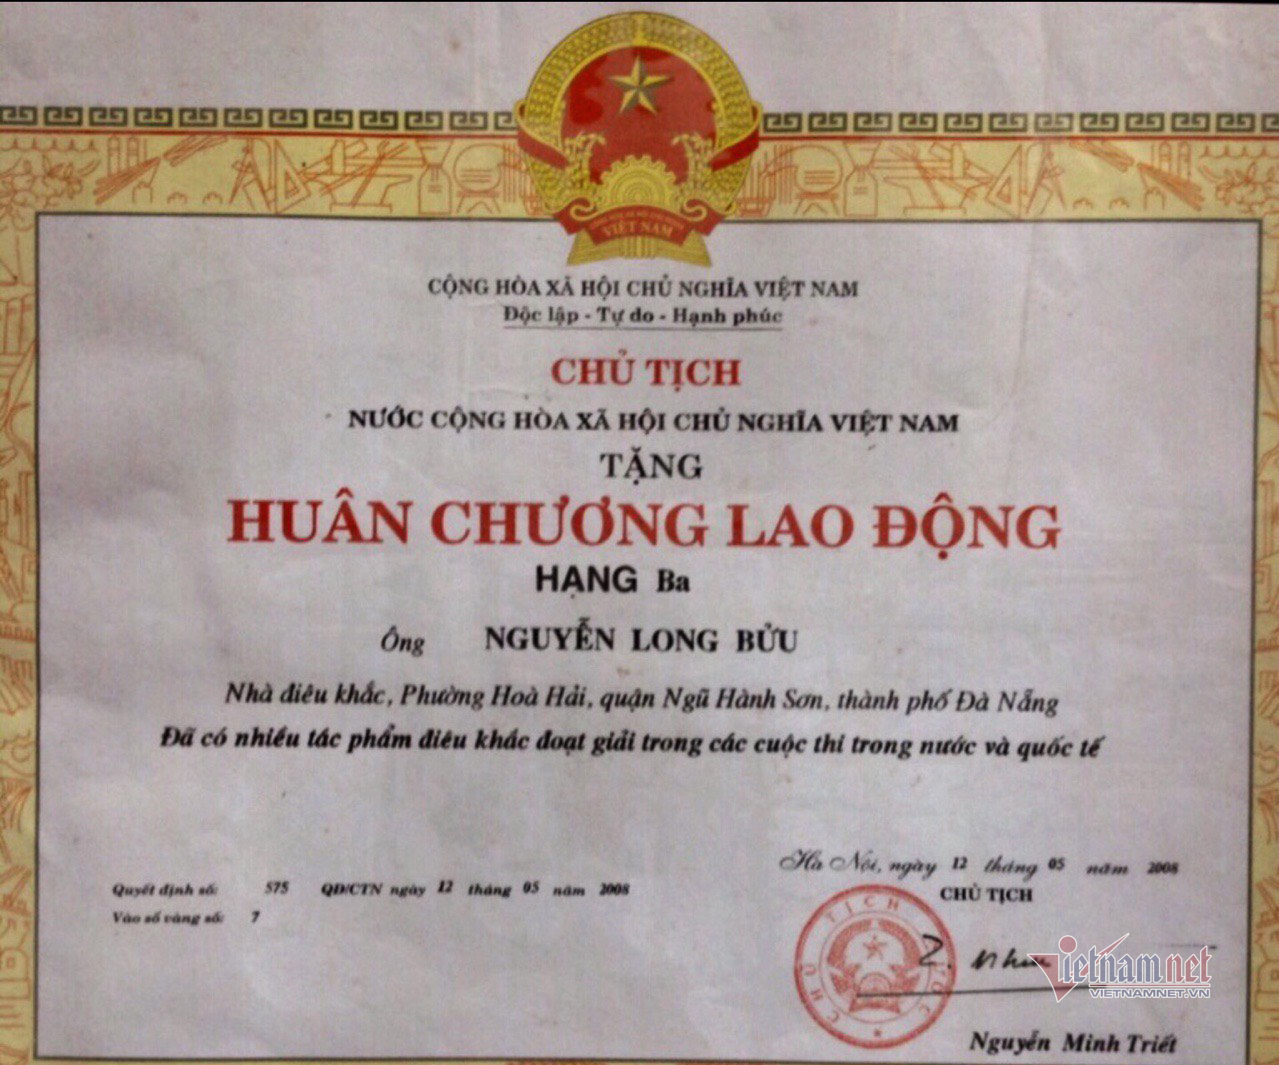 VIỆT NAM
CỘNG HÒA XÃ HỘI CHỦ NGHĨA VIỆT NAM
Độc lập - Tự do - Hạnh phúc
CHỦ TỊCH
NƯỚC CỘNG HÒA XÃ HỘI CHỦ NGHĨA VIỆT NAM
TẶNG
HUÂN CHƯƠNG LAO ĐỘNG
HẠNG Ba
Ông NGUYỄN LONG BỬU
Nhà điêu khắc, Phường Hoà Hải, quận Ngũ Hành Sơn, thành phố Đà Nẵng
Đã có nhiều tác phẩm điêu khắc đoạt giải trong các cuộc thi trong nước và quốc tế
Hà Nội, ngày 12 tháng 05 năm 2008
Quyết định số: 575 QĐ/CTN ngày 12 tháng 05 năm 2008
CHỦ TỊCH
Vào sổ vàng số: 7
CHỦ TỊCH NƯỚC
Vietnamnet
VIETNAMNET.VN
Nguyễn Minh Triết